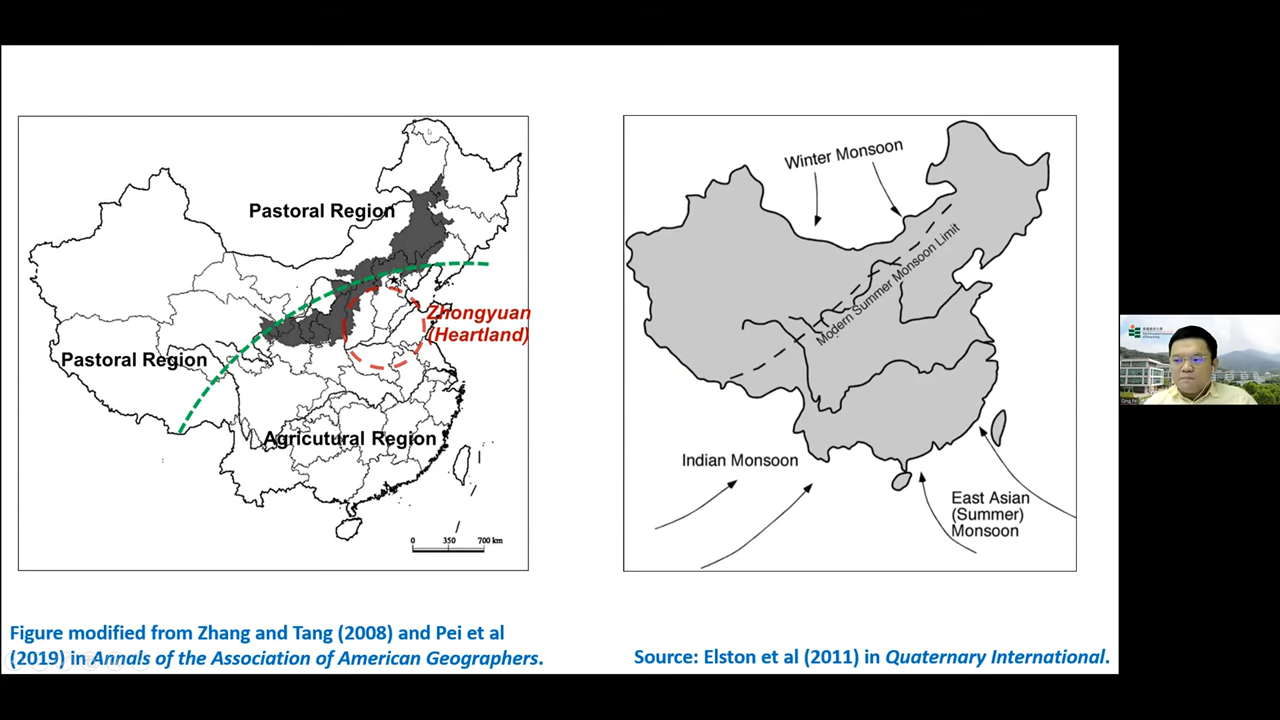 Pastoral Region
Zhongyuan
(Heartland)
Pastoral Region
Agricutural Region
0 350 700 km
Figure modified from Zhang and Tang (2008) and Pei et al
(2019) in Annals of the Association of American Geographers.
Winter Monsoon
Modern Summer Monsoon Limit
Indian Monsoon
East Asian
(Summer)
Monsoon
Source: Elston et al (2011) in Quaternary International.